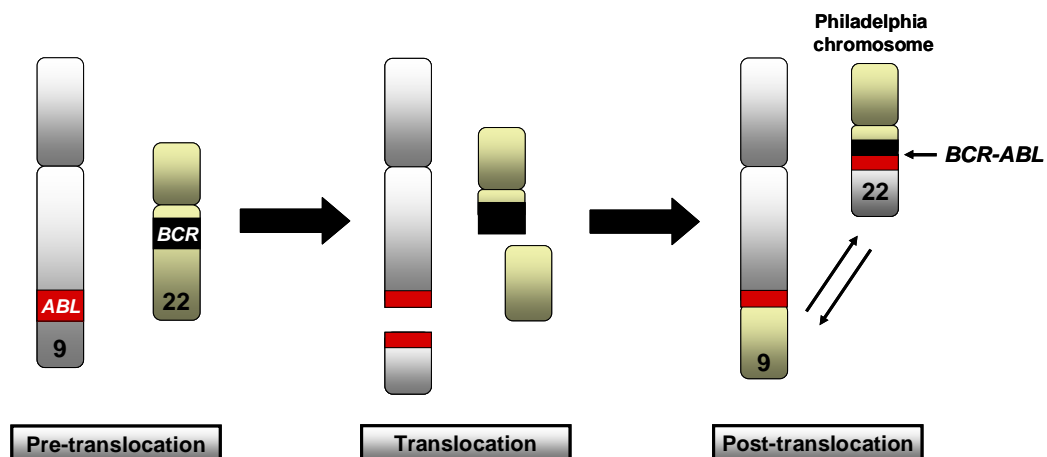 Philadelphia
chromosome
BCR
ABL
22
9
BCR-ABL
22
9
Pre-translocation
Translocation
Post-translocation